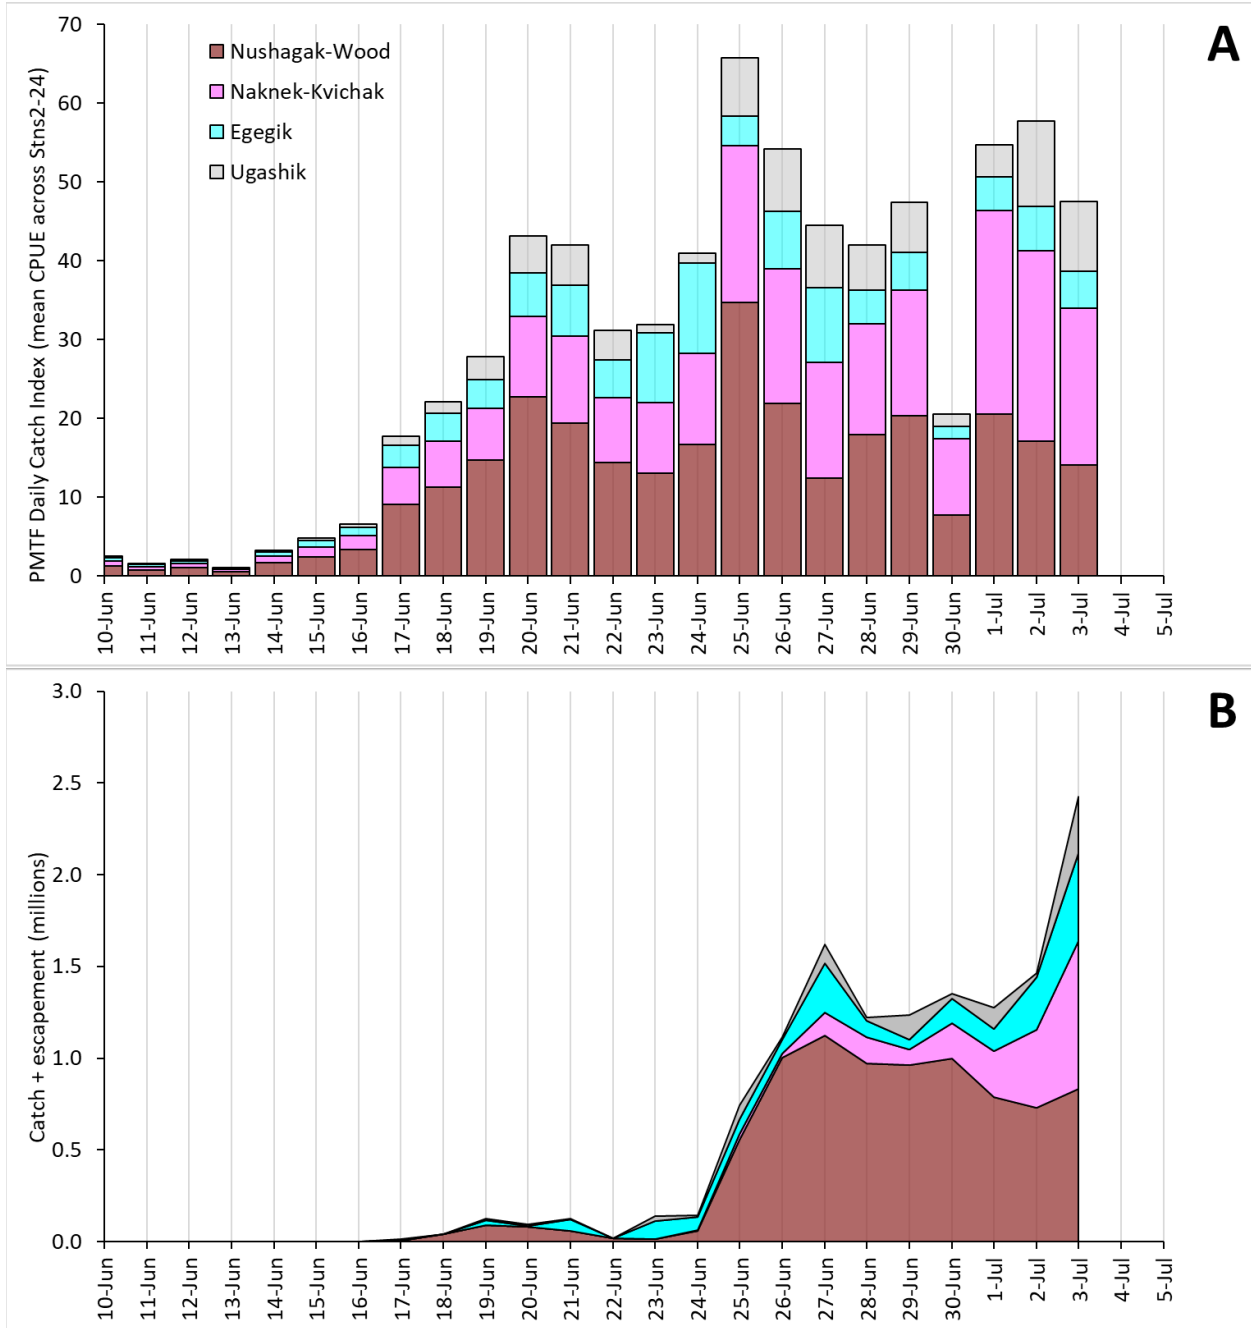 A
PMTF Daily Catch Index (mean CPUE across Stns2-24)
70
60
50
40
30
20
10
0
Nushagak-Wood
Naknek-Kvichak
Egegik
Ugashik
10-Jun
11-Jun
12-Jun
13-Jun
14-Jun
15-Jun
16-Jun
17-Jun
18-Jun
19-Jun
20-Jun
21-Jun
22-Jun
23-Jun
24-Jun
25-Jun
26-Jun
27-Jun
28-Jun
29-Jun
30-Jun
1-Jul
2-Jul
3-Jul
4-Jul
5-Jul
B
Catch + escapement (millions)
3.0
2.5
2.0
1.5
1.0
0.5
0.0
10-Jun
11-Jun
12-Jun
13-Jun
14-Jun
15-Jun
16-Jun
17-Jun
18-Jun
19-Jun
20-Jun
21-Jun
22-Jun
23-Jun
24-Jun
25-Jun
26-Jun
27-Jun
28-Jun
29-Jun
30-Jun
1-Jul
2-Jul
3-Jul
4-Jul
5-Jul